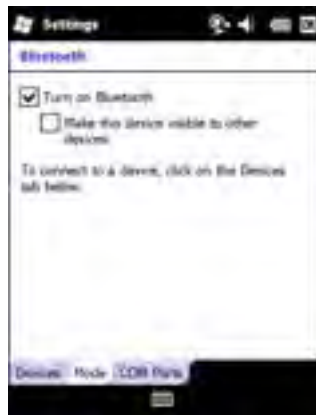 Settings
Bluetooth
Turn on Bluetooth
Make this device visible to other
devices
To connect to a device, click on the Devices
tab below.
Devices Mode COM Ports